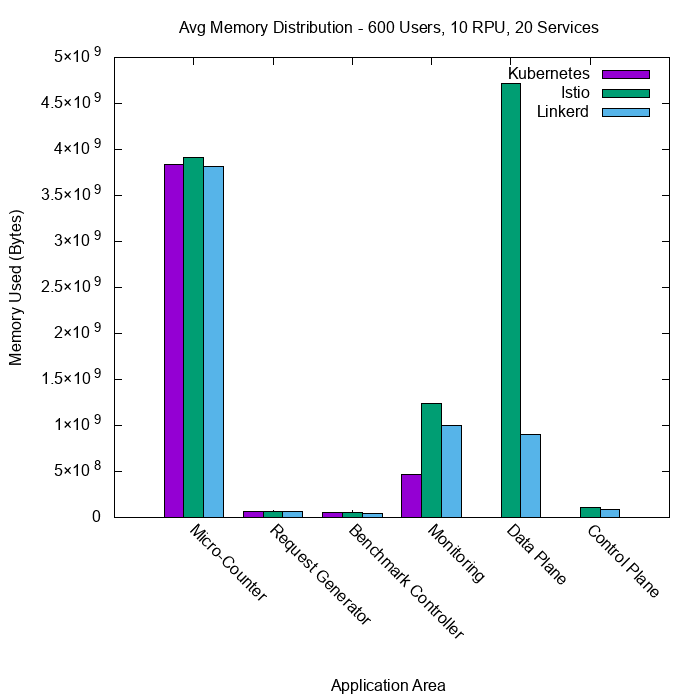 Avg Memory Distribution - 600 Users, 10 RPU, 20 Services
Kubernetes
Istio
Linkerd
5×10⁹
4.5×10⁹
4×10⁹
3.5×10⁹
3×10⁹
2.5×10⁹
2×10⁹
1.5×10⁹
1×10⁹
5×10⁸
0
Memory Used (Bytes)
Micro-Counter
Request Generator
Benchmark Controller
Monitoring
Data Plane
Control Plane
Application Area